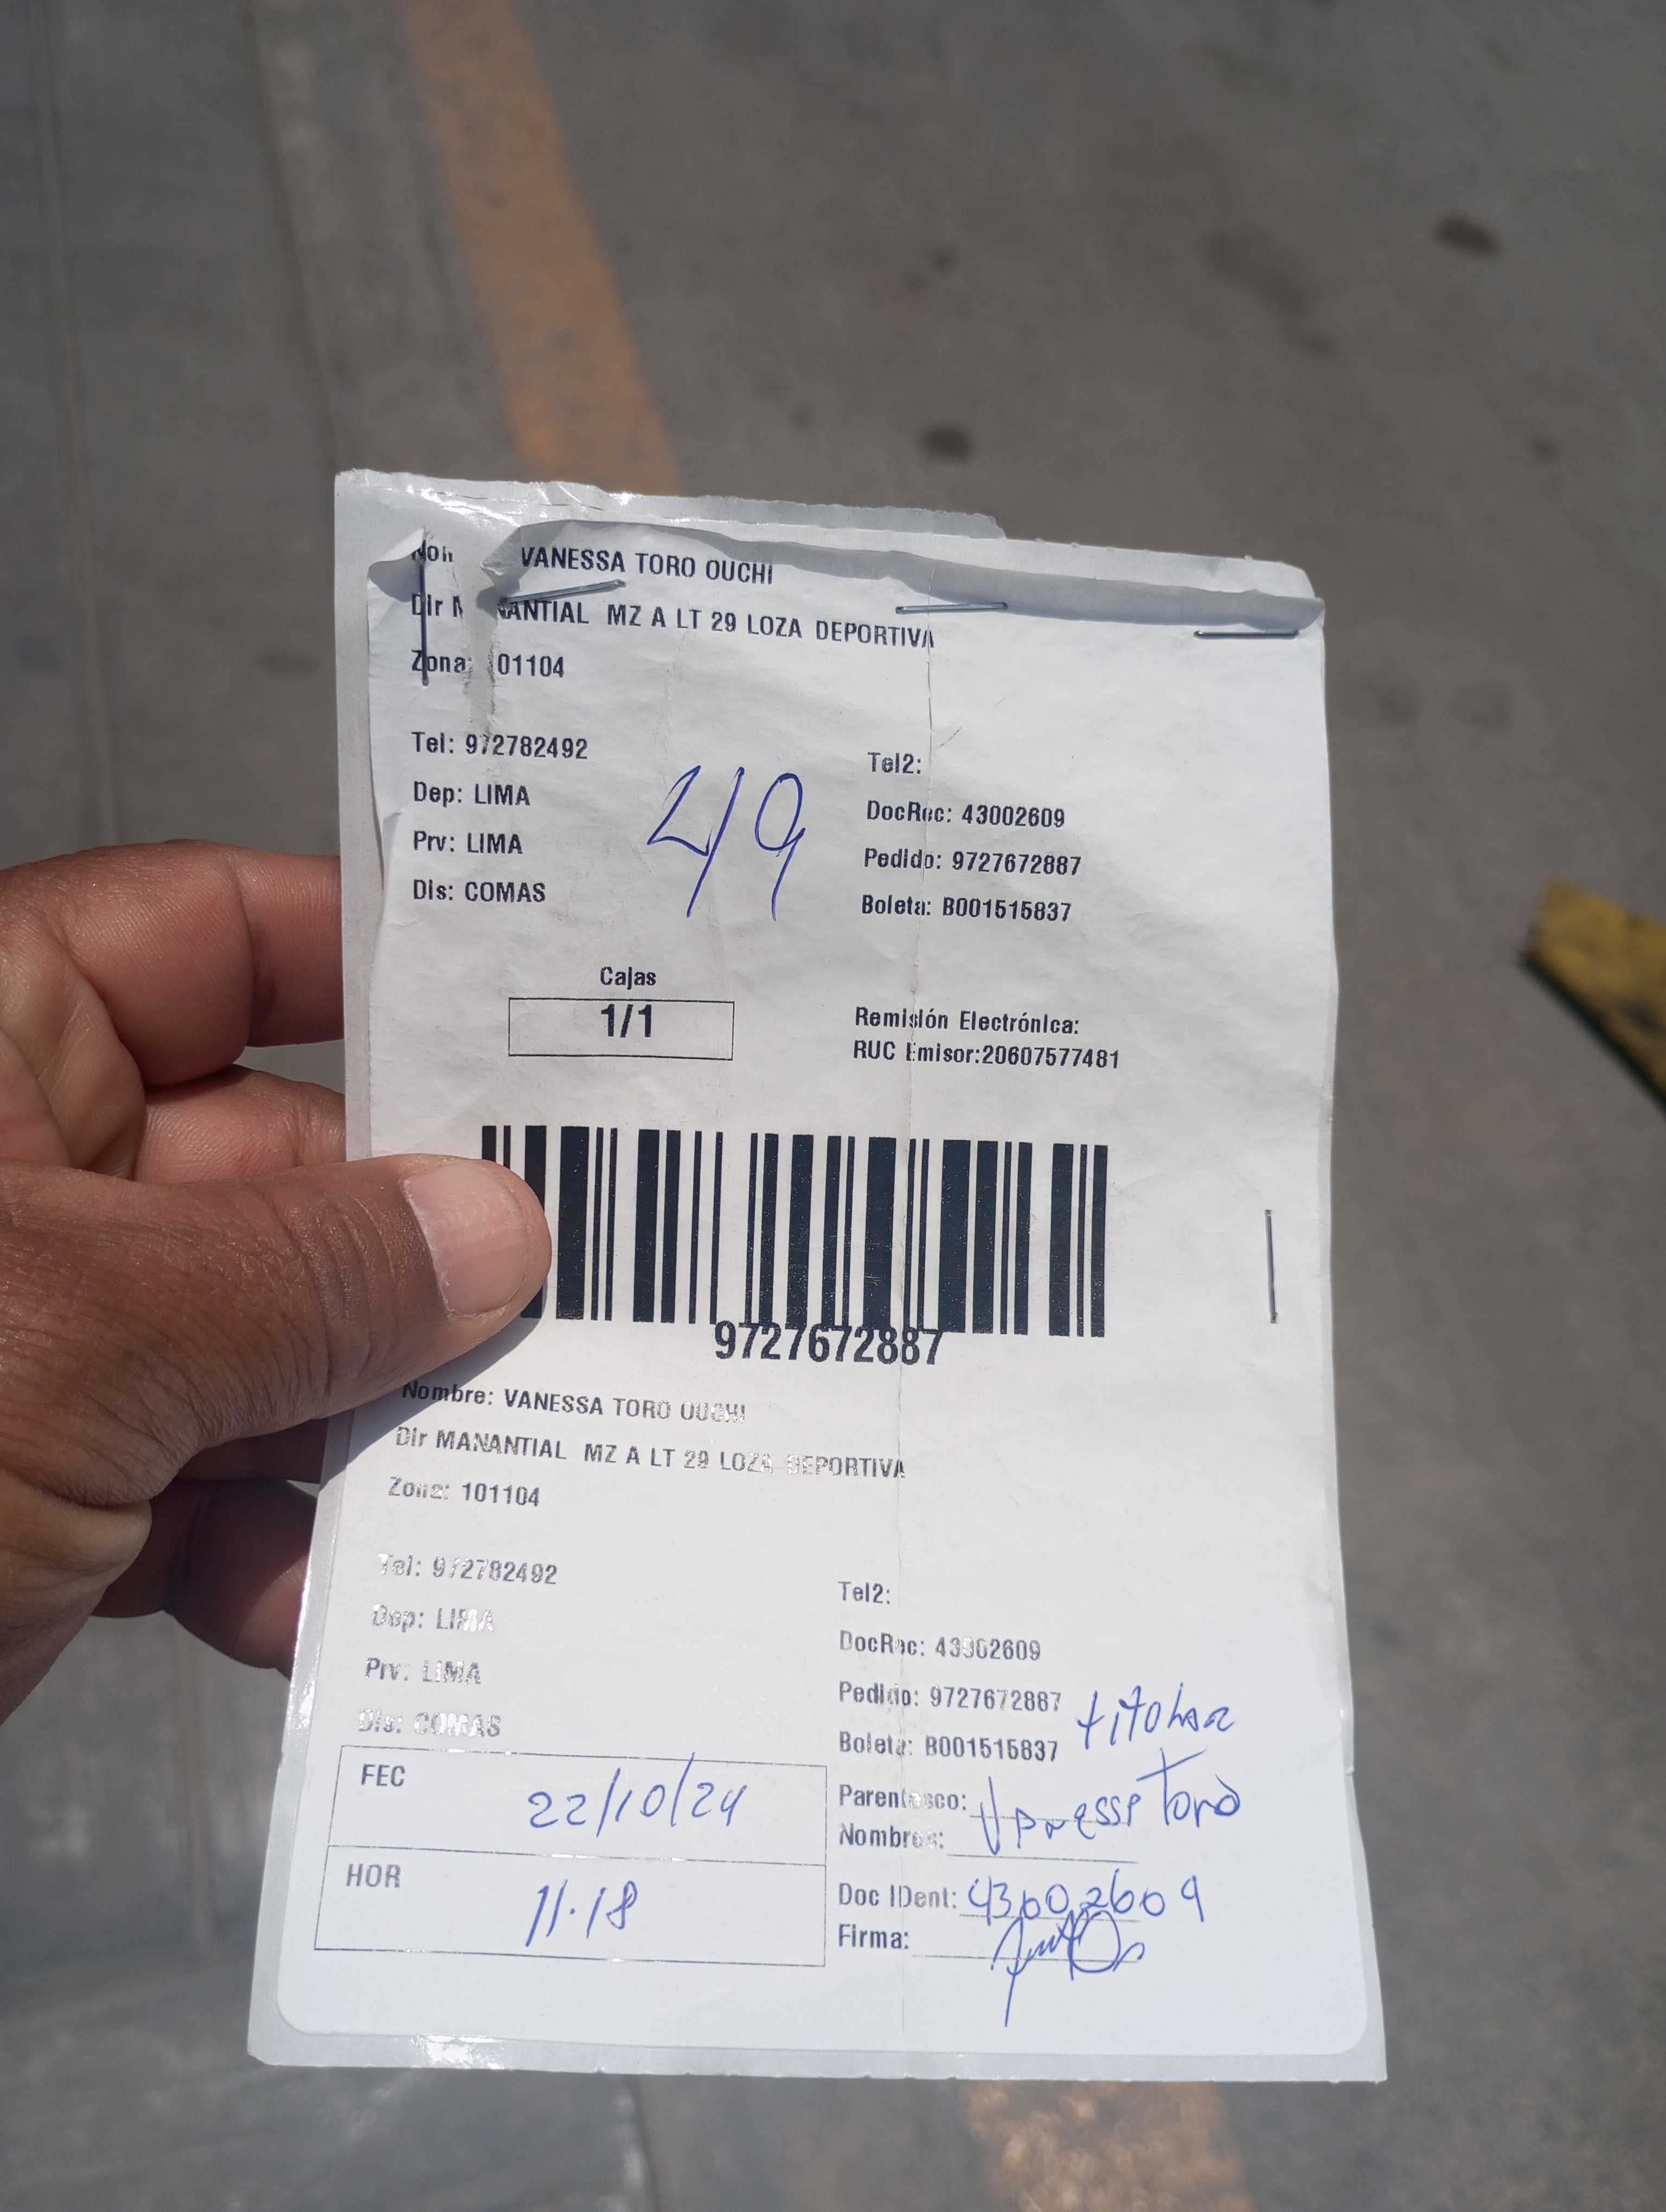 VANESSA TORO OUCHI
Dir MANANTIAL MZ A LT 29 LOZA DEPORTIVA
Zona: 101104
Tel: 972782492
Dep: LIMA
Prv: LIMA
Dis: COMAS
49
Tel2:
DocRec: 43002609
Pedido: 9727672887
Boleta: B001515837
Cajas
1/1
Remisión Electrónica:
RUC Emisor:20607577481
9727672887
Nombre: VANESSA TORO OUCHI
Dir MANANTIAL MZ A LT 29 LOZA DEPORTIVA
Zona: 101104
Tel: 972782492
Dep: LIMA
Prv: LIMA
Dis: COMAS
FEC 22/10/24
HOR 11.18
Tel2:
DocRec: 43002609
Pedido: 9727672887
Boleta: B001515837
titular
Parentesco:
Nombres: Vanessa Toro
Doc IDent: 43002609
Firma: